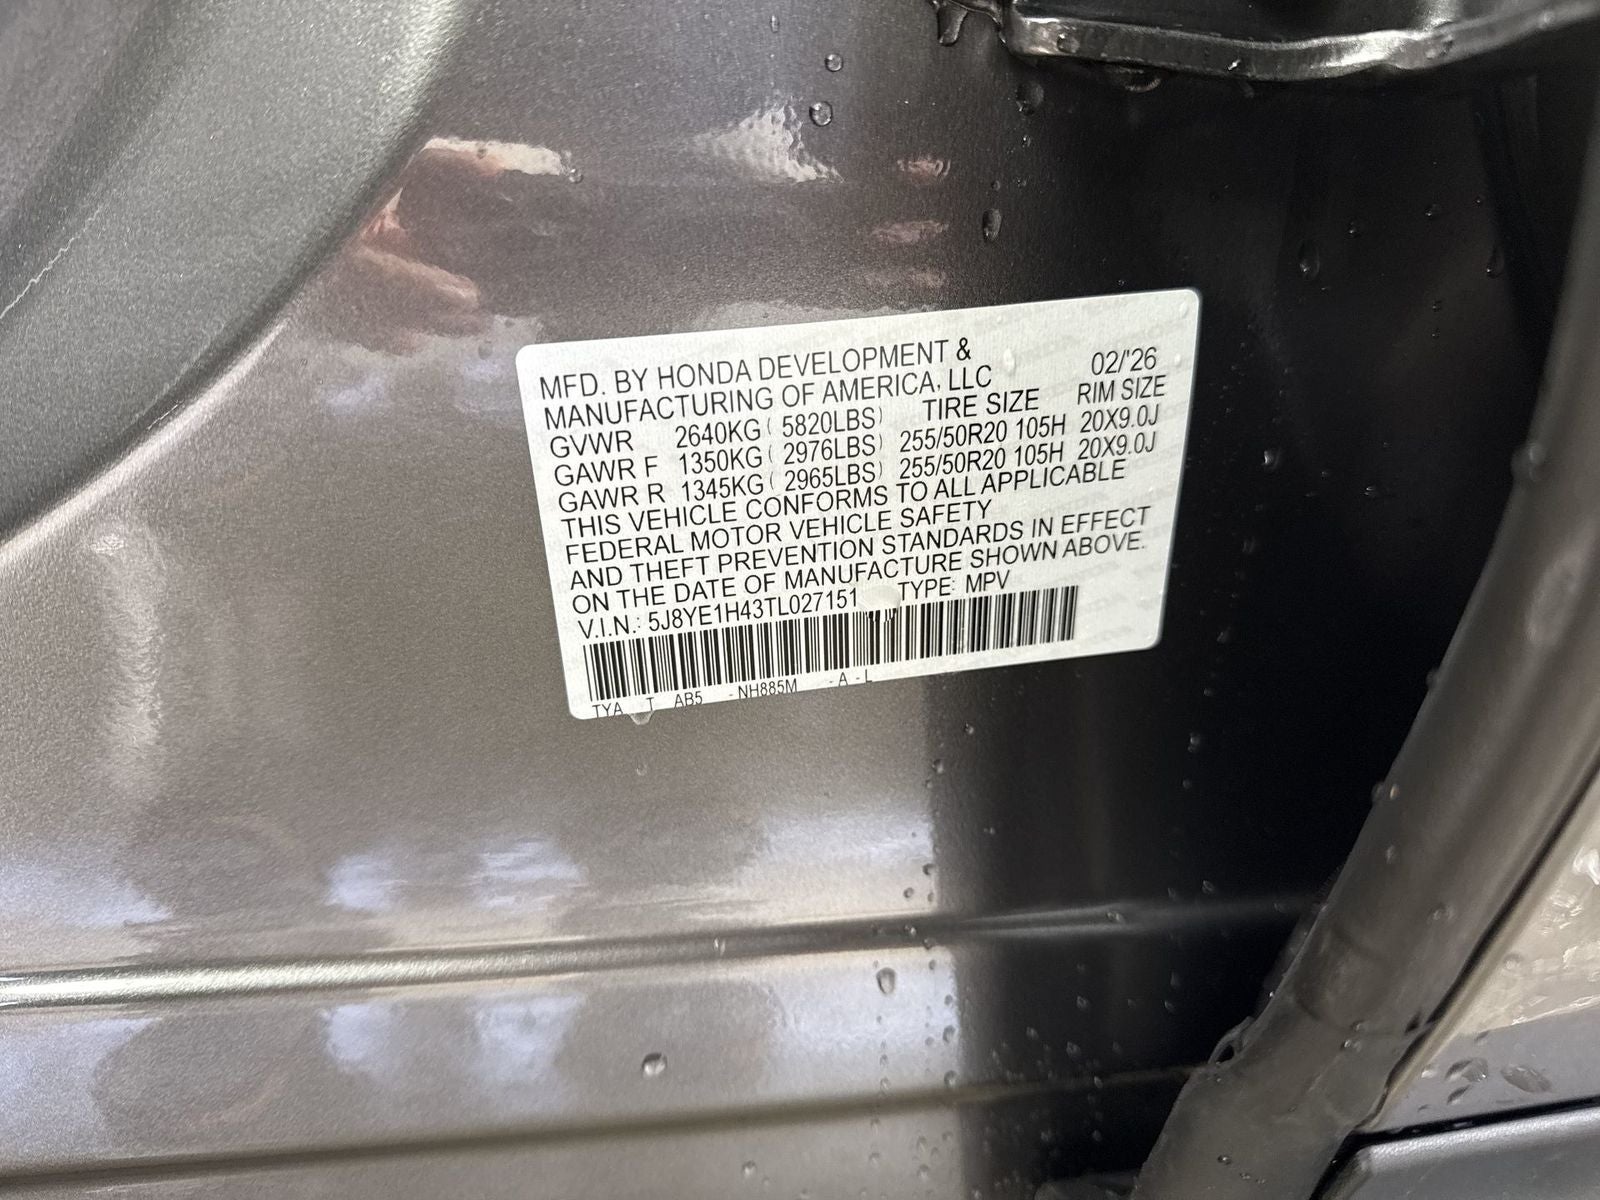 MFD. BY HONDA DEVELOPMENT &
MANUFACTURING OF AMERICA, LLC 02/'26
GVWR 2640KG ( 5820LBS) TIRE SIZE RIM SIZE
GAWR F 1350KG ( 2976LBS) 255/50R20 105H 20X9.0J
GAWR R 1345KG ( 2965LBS) 255/50R20 105H 20X9.0J
THIS VEHICLE CONFORMS TO ALL APPLICABLE
FEDERAL MOTOR VEHICLE SAFETY
AND THEFT PREVENTION STANDARDS IN EFFECT
ON THE DATE OF MANUFACTURE SHOWN ABOVE.
V.I.N.: 5J8YE1H43TL027151 TYPE: MPV
TYA T AB5 -NH885M -A -L